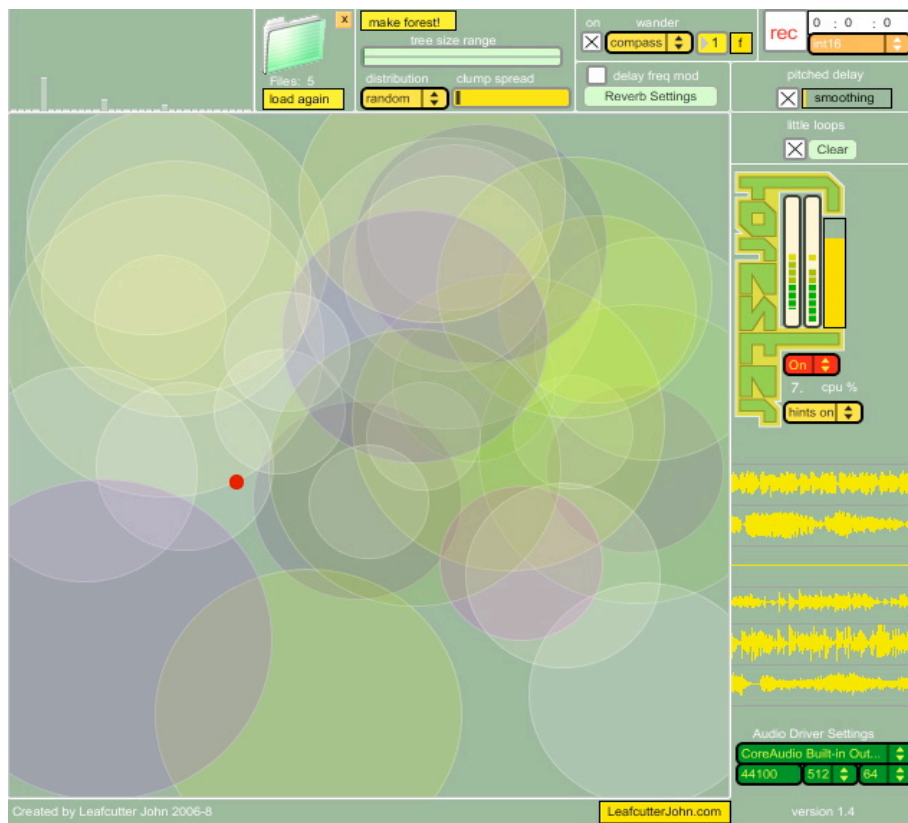 x
Files: 5
load again
make forest!
tree size range
distribution
clump spread
random
on
wander
compass
1
f
delay freq mod
Reverb Settings
rec
0 : 0 : 0
int16
pitched delay
smoothing
little loops
Clear
forester
On
7. cpu %
hints on
Audio Driver Settings
CoreAudio Built-in Out...
44100
512
64
Created by Leafcutter John 2006-8
LeafcutterJohn.com
version 1.4